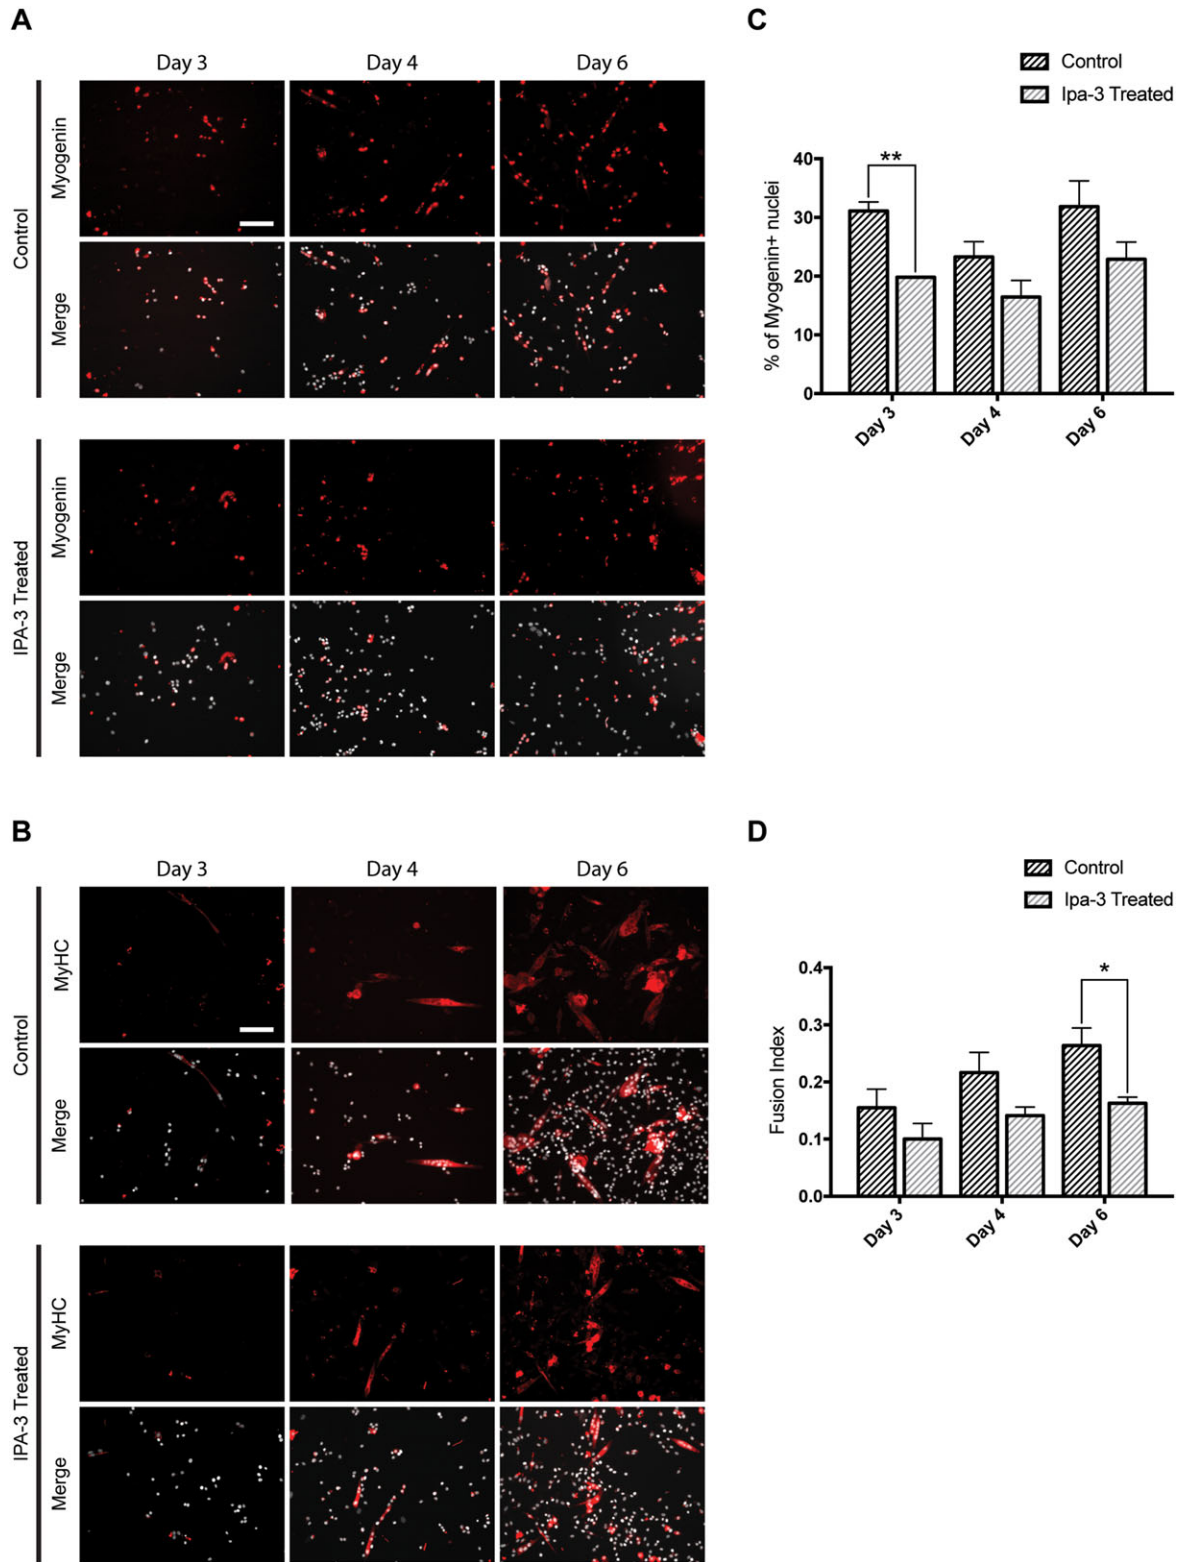 A
Day 3
Day 4
Day 6
Control
Myogenin
Merge
IPA-3 Treated
Myogenin
Merge
B
Day 3
Day 4
Day 6
Control
MyHC
Merge
IPA-3 Treated
MyHC
Merge
C
Control
Ipa-3 Treated
% of Myogenin+ nuclei
40
30
20
10
0
**
Day 3
Day 4
Day 6
D
Control
Ipa-3 Treated
Fusion Index
0.4
0.3
0.2
0.1
0.0
*
Day 3
Day 4
Day 6